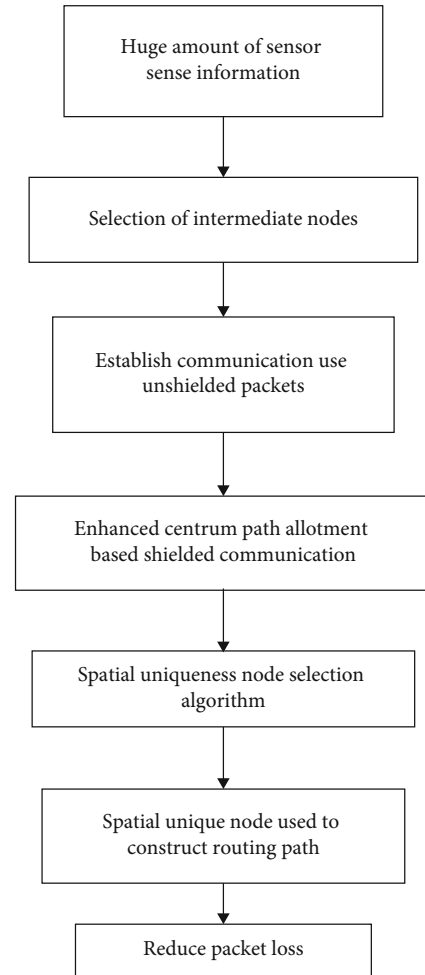 Huge amount of sensor
sense information
Selection of intermediate nodes
Establish communication use
unshielded packets
Enhanced centrum path allotment
based shielded communication
Spatial uniqueness node selection
algorithm
Spatial unique node used to
construct routing path
Reduce packet loss